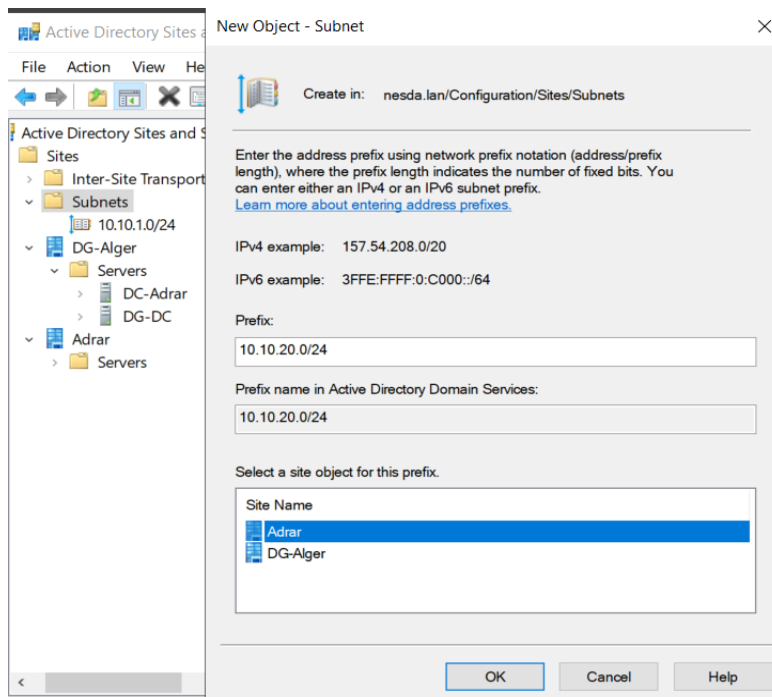 Active Directory Sites a
File Action View He
Active Directory Sites and S
Sites
Inter-Site Transport
Subnets
10.10.1.0/24
DG-Alger
Servers
DC-Adrar
DG-DC
Adrar
Servers
New Object - Subnet
Create in: nesda.lan/Configuration/Sites/Subnets
Enter the address prefix using network prefix notation (address/prefix
length), where the prefix length indicates the number of fixed bits. You
can enter either an IPv4 or an IPv6 subnet prefix.
Learn more about entering address prefixes.
IPv4 example: 157.54.208.0/20
IPv6 example: 3FFE:FFFF:0:C000::/64
Prefix:
10.10.20.0/24
Prefix name in Active Directory Domain Services:
10.10.20.0/24
Select a site object for this prefix.
Site Name
Adrar
DG-Alger
OK Cancel Help